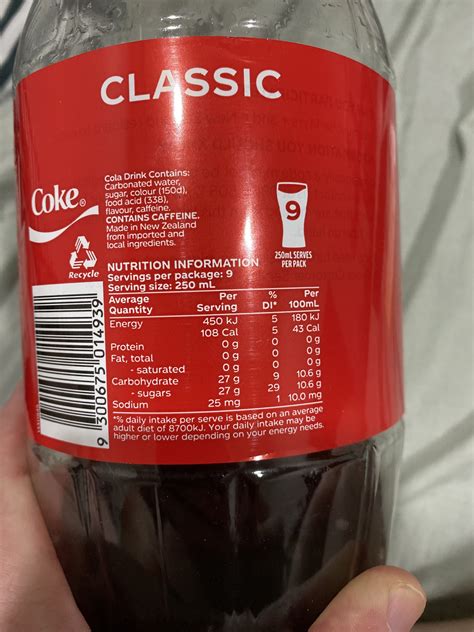 CLASSIC
Cola Drink Contains:
Carbonated water,
sugar, colour (150d),
food acid (338),
flavour, caffeine.
CONTAINS CAFFEINE.
Made in New Zealand
from imported and
local ingredients.
Coke®
Recycle
9
250mL SERVES
PER PACK
NUTRITION INFORMATION
Servings per package: 9
Serving size: 250 mL
Average Quantity Per Serving % DI* Per 100mL
Energy 450 kJ 5 180 kJ
108 Cal 5 43 Cal
Protein 0 g 0 g
Fat, total 0 g 0 g
- saturated 0 g 0 g
Carbohydrate 27 g 9 10.6 g
- sugars 27 g 29 10.6 g
Sodium 25 mg 1 10.0 mg
*% daily intake per serve is based on an average
adult diet of 8700kJ. Your daily intake may be
higher or lower depending on your energy needs.
9 300675 014939